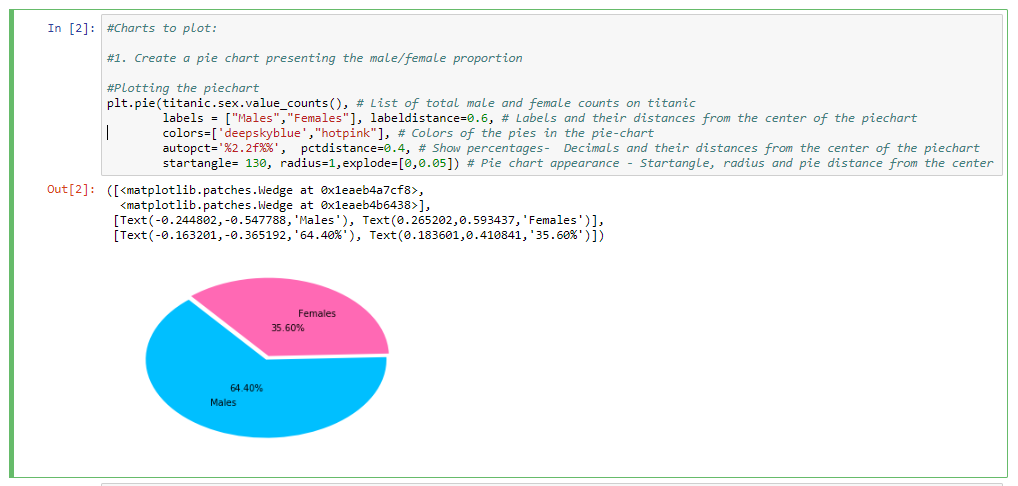 In [2]: #Charts to plot:
#1. Create a pie chart presenting the male/female proportion
#Plotting the piechart
plt.pie(titanic.sex.value_counts(), # List of total male and female counts on titanic
labels = ["Males","Females"], labeldistance=0.6, # Labels and their distances from the center of the piechart
colors=['deepskyblue',"hotpink"], # Colors of the pies in the pie-chart
autopct='%2.2f%%',  pctdistance=0.4, # Show percentages-  Decimals and their distances from the center of the piechart
startangle= 130, radius=1,explode=[0,0.05]) # Pie chart appearance - Startangle, radius and pie distance from the center
Out[2]: ([<matplotlib.patches.Wedge at 0x1eaeb4a7cf8>,
<matplotlib.patches.Wedge at 0x1eaeb4b6438>],
[Text(-0.244802,-0.547788,'Males'), Text(0.265202,0.593437,'Females')],
[Text(-0.163201,-0.365192,'64.40%'), Text(0.183601,0.410841,'35.60%')])
Females
35.60%
64.40%
Males